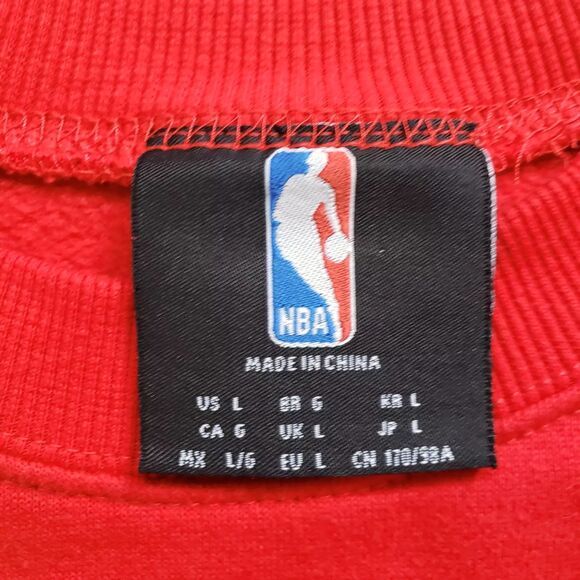 NBA
MADE IN CHINA
US L BR G KR L
CA G UK L JP L
MX L/G EU L CN 170/98A